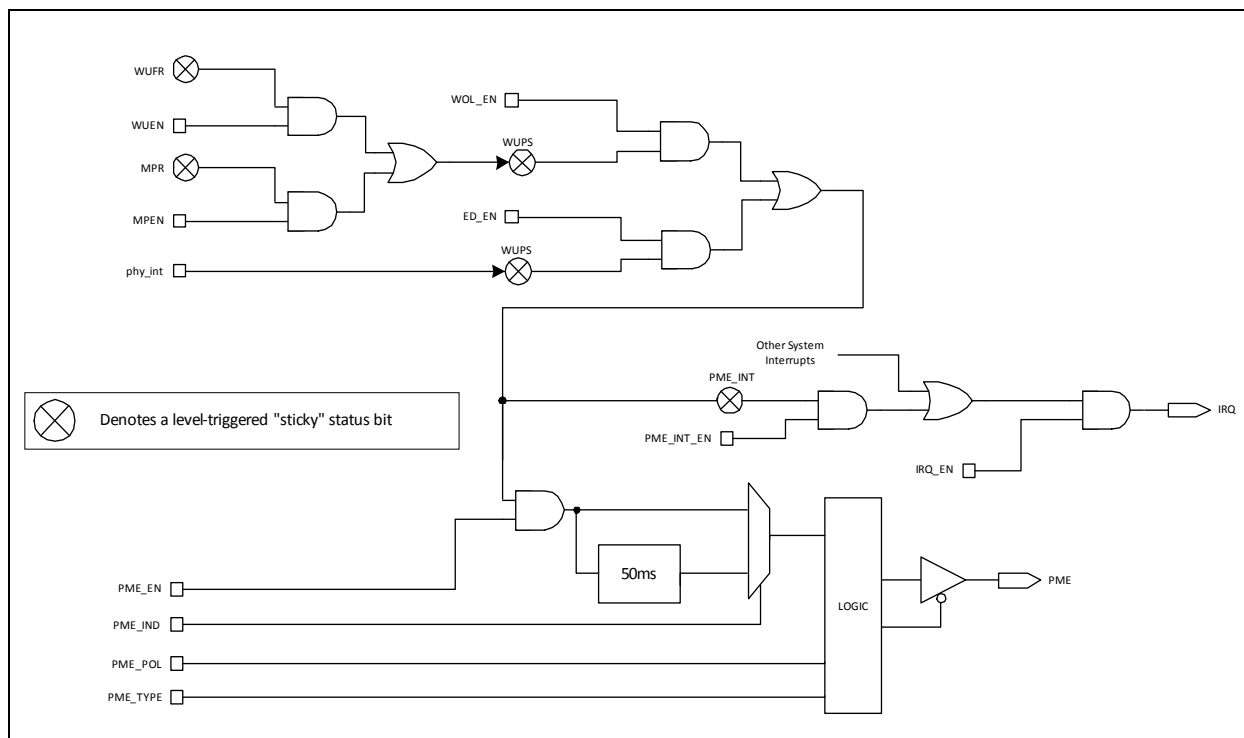 WUFR
WOL_EN
WUEN
WUPS
MPR
MPEN
ED_EN
WUPS
phy_int
Other System
Interrupts
PME_INT
Denotes a level-triggered "sticky" status bit
IRQ
PME_INT_EN
IRQ_EN
50ms
PME_EN
PME
LOGIC
PME_IND
PME_POL
PME_TYPE